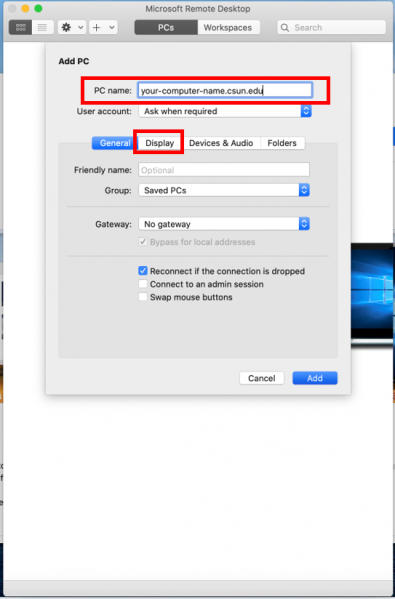 Microsoft Remote Desktop
PCs Workspaces Search
Add PC
PC name: your-computer-name.csun.edu
User account: Ask when required
General Display Devices & Audio Folders
Friendly name: Optional
Group: Saved PCs
Gateway: No gateway
Bypass for local addresses
Reconnect if the connection is dropped
Connect to an admin session
Swap mouse buttons
Cancel Add